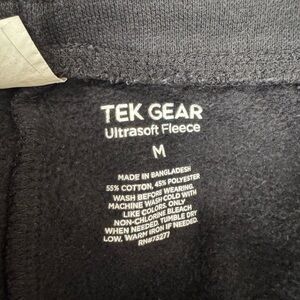 TEK GEAR
Ultrasoft Fleece
M
MADE IN BANGLADESH
55% COTTON, 45% POLYESTER
WASH BEFORE WEARING.
MACHINE WASH COLD WITH
LIKE COLORS. ONLY
NON-CHLORINE BLEACH
WHEN NEEDED. TUMBLE DRY
LOW. WARM IRON IF NEEDED.
RN#73277